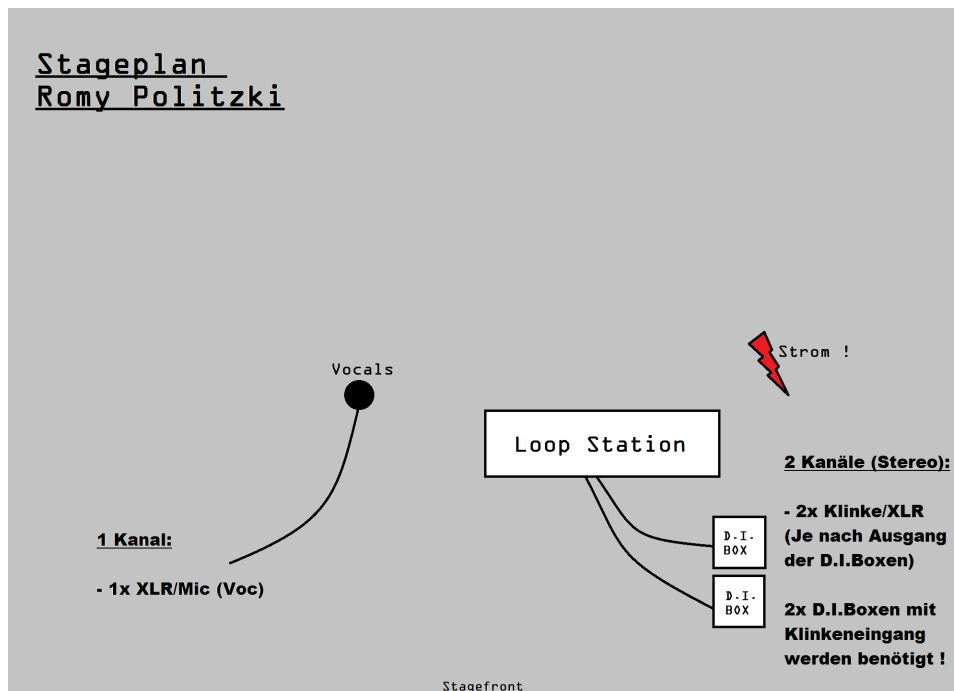 Stageplan
Romy Politzki
Strom !
Vocals
Loop Station
2 Kanäle (Stereo):
- 2x Klinke/XLR
(Je nach Ausgang
der D.I.Boxen)
D.I.-
BOX
1 Kanal:
- 1x XLR/Mic (Voc)
D.I.-
BOX
2x D.I.Boxen mit
Klinkeneingang
werden benötigt !
Stagefront